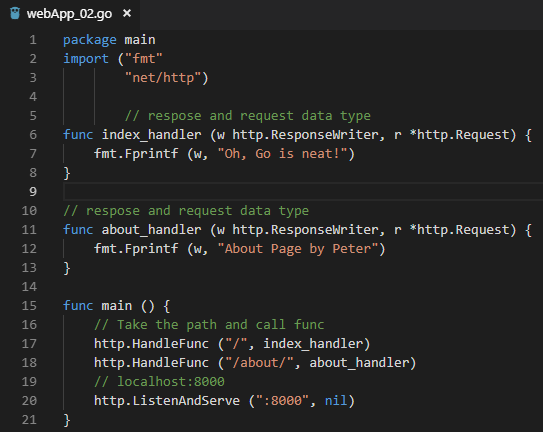 webApp_02.go ×
1 package main
2 import ("fmt"
3 "net/http")
4
5 // respose and request data type
6 func index_handler (w http.ResponseWriter, r *http.Request) {
7 fmt.Fprintf (w, "Oh, Go is neat!")
8 }
9
10 // respose and request data type
11 func about_handler (w http.ResponseWriter, r *http.Request) {
12 fmt.Fprintf (w, "About Page by Peter")
13 }
14
15 func main () {
16 // Take the path and call func
17 http.HandleFunc ("/", index_handler)
18 http.HandleFunc ("/about/", about_handler)
19 // localhost:8000
20 http.ListenAndServe (":8000", nil)
21 }